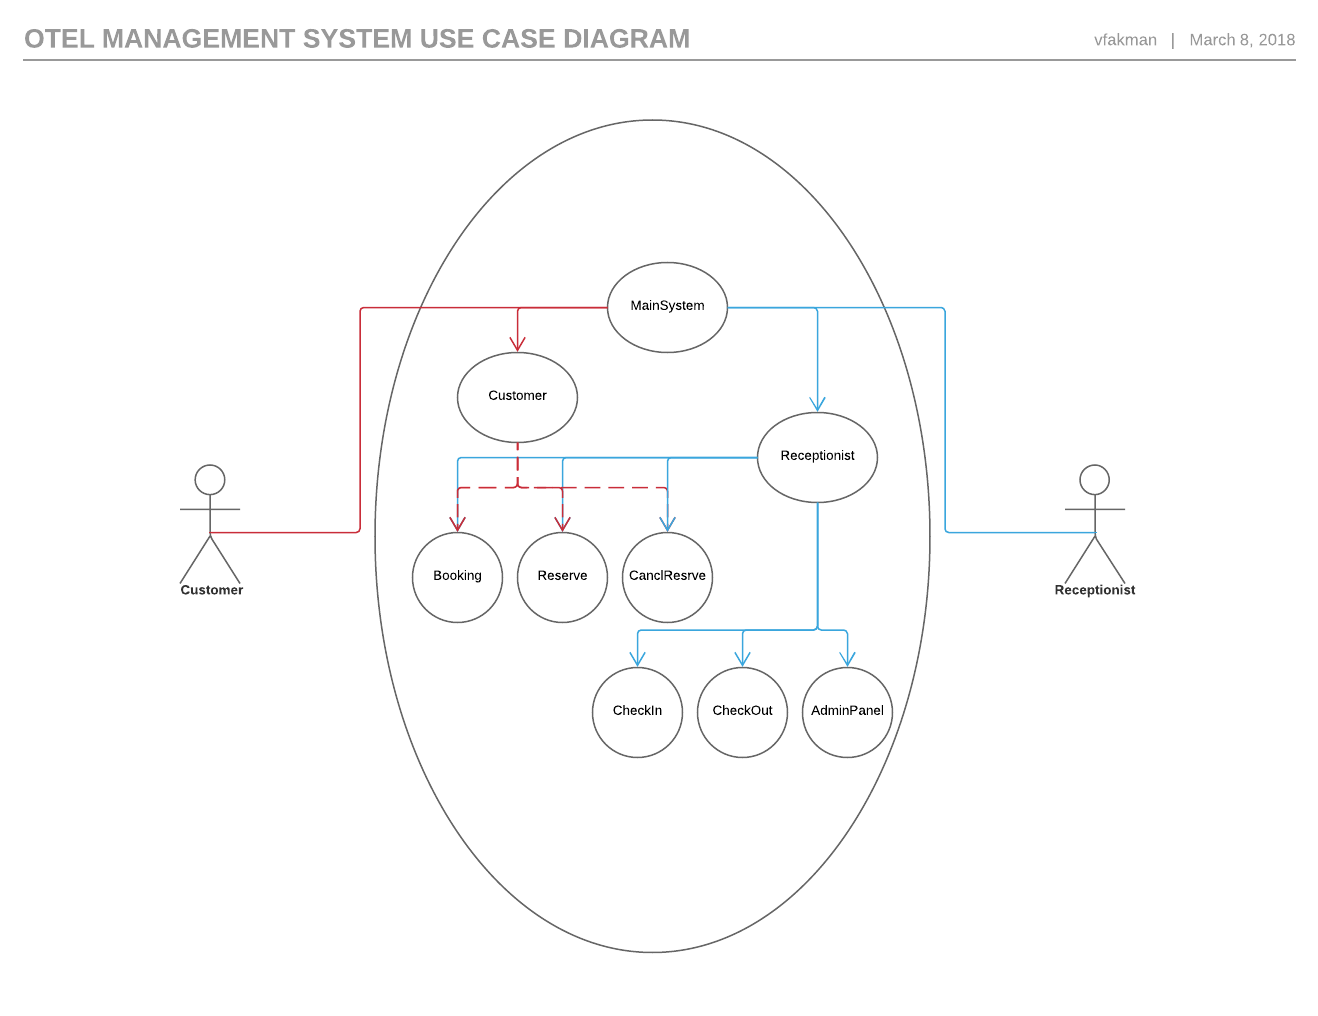 OTEL MANAGEMENT SYSTEM USE CASE DIAGRAM
vfakman | March 8, 2018
MainSystem
Customer
Receptionist
Booking
Reserve
CanclResrve
Customer
Receptionist
CheckIn
CheckOut
AdminPanel